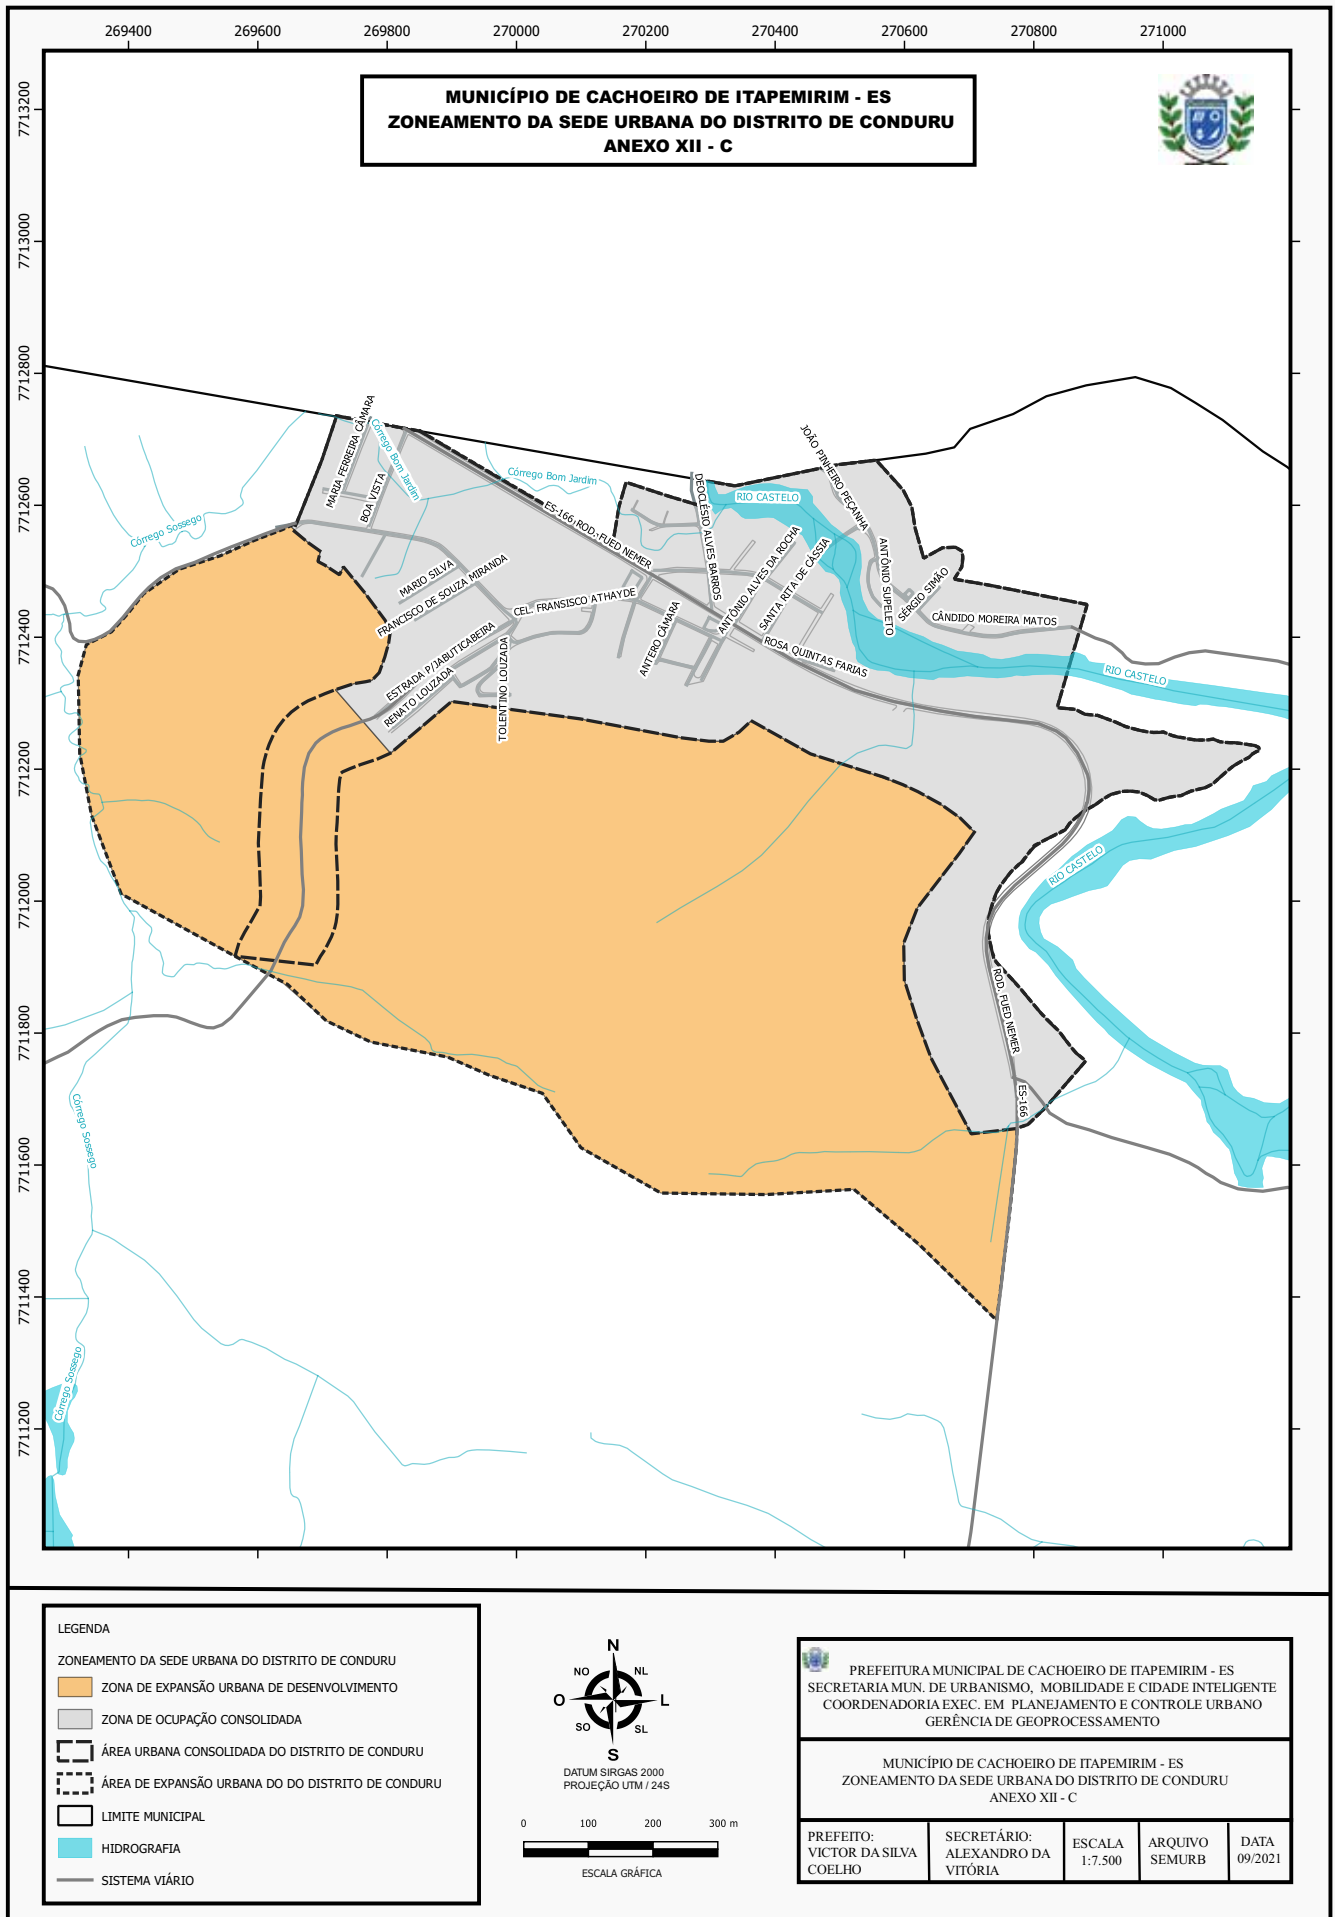 269400
269600
269800
270000
270200
270400
270600
270800
271000
7713200
7713000
7712800
7712600
7712400
7712200
7712000
7711800
7711600
7711400
7711200
MUNICÍPIO DE CACHOEIRO DE ITAPEMIRIM - ES
ZONEAMENTO DA SEDE URBANA DO DISTRITO DE CONDURU
ANEXO XII - C
MARIA FERREIRA CÂMARA
Córrego Bom Jardim
BOA VISTA
Córrego Sossego
Córrego Bom Jardim
ES-166, ROD. FUED NEMER
DEOCLÉSIO ALVES BARROS
RIO CASTELO
JOÃO PINHEIRO PEÇANHA
ANTÔNIO ALVES DA ROCHA
SANTA RITA DE CÁSSIA
ANTÔNIO SUPELETO
SÉRGIO SIMÃO
CÂNDIDO MOREIRA MATOS
MARIO SILVA
FRANCISCO DE SOUZA MIRANDA
CEL. FRANSISCO ATHAYDE
ANTERO CÂMARA
ROSA QUINTAS FARIAS
ESTRADA P/JABUTICABEIRA
RENATO LOUZADA
TOLENTINO LOUZADA
RIO CASTELO
RIO CASTELO
ROD. FUED NEMER
ES-166
Córrego Sossego
Córrego Sossego
LEGENDA
ZONEAMENTO DA SEDE URBANA DO DISTRITO DE CONDURU
ZONA DE EXPANSÃO URBANA DE DESENVOLVIMENTO
ZONA DE OCUPAÇÃO CONSOLIDADA
ÁREA URBANA CONSOLIDADA DO DISTRITO DE CONDURU
ÁREA DE EXPANSÃO URBANA DO DO DISTRITO DE CONDURU
LIMITE MUNICIPAL
HIDROGRAFIA
SISTEMA VIÁRIO
N
NO
NL
O
L
SO
SL
S
DATUM SIRGAS 2000
PROJEÇÃO UTM / 24S
0 100 200 300 m
ESCALA GRÁFICA
PREFEITURA MUNICIPAL DE CACHOEIRO DE ITAPEMIRIM - ES
SECRETARIA MUN. DE URBANISMO, MOBILIDADE E CIDADE INTELIGENTE
COORDENADORIA EXEC. EM PLANEJAMENTO E CONTROLE URBANO
GERÊNCIA DE GEOPROCESSAMENTO
MUNICÍPIO DE CACHOEIRO DE ITAPEMIRIM - ES
ZONEAMENTO DA SEDE URBANA DO DISTRITO DE CONDURU
ANEXO XII - C
PREFEITO:
VICTOR DA SILVA
COELHO
SECRETÁRIO:
ALEXANDRO DA
VITÓRIA
ESCALA
1:7.500
ARQUIVO
SEMURB
DATA
09/2021